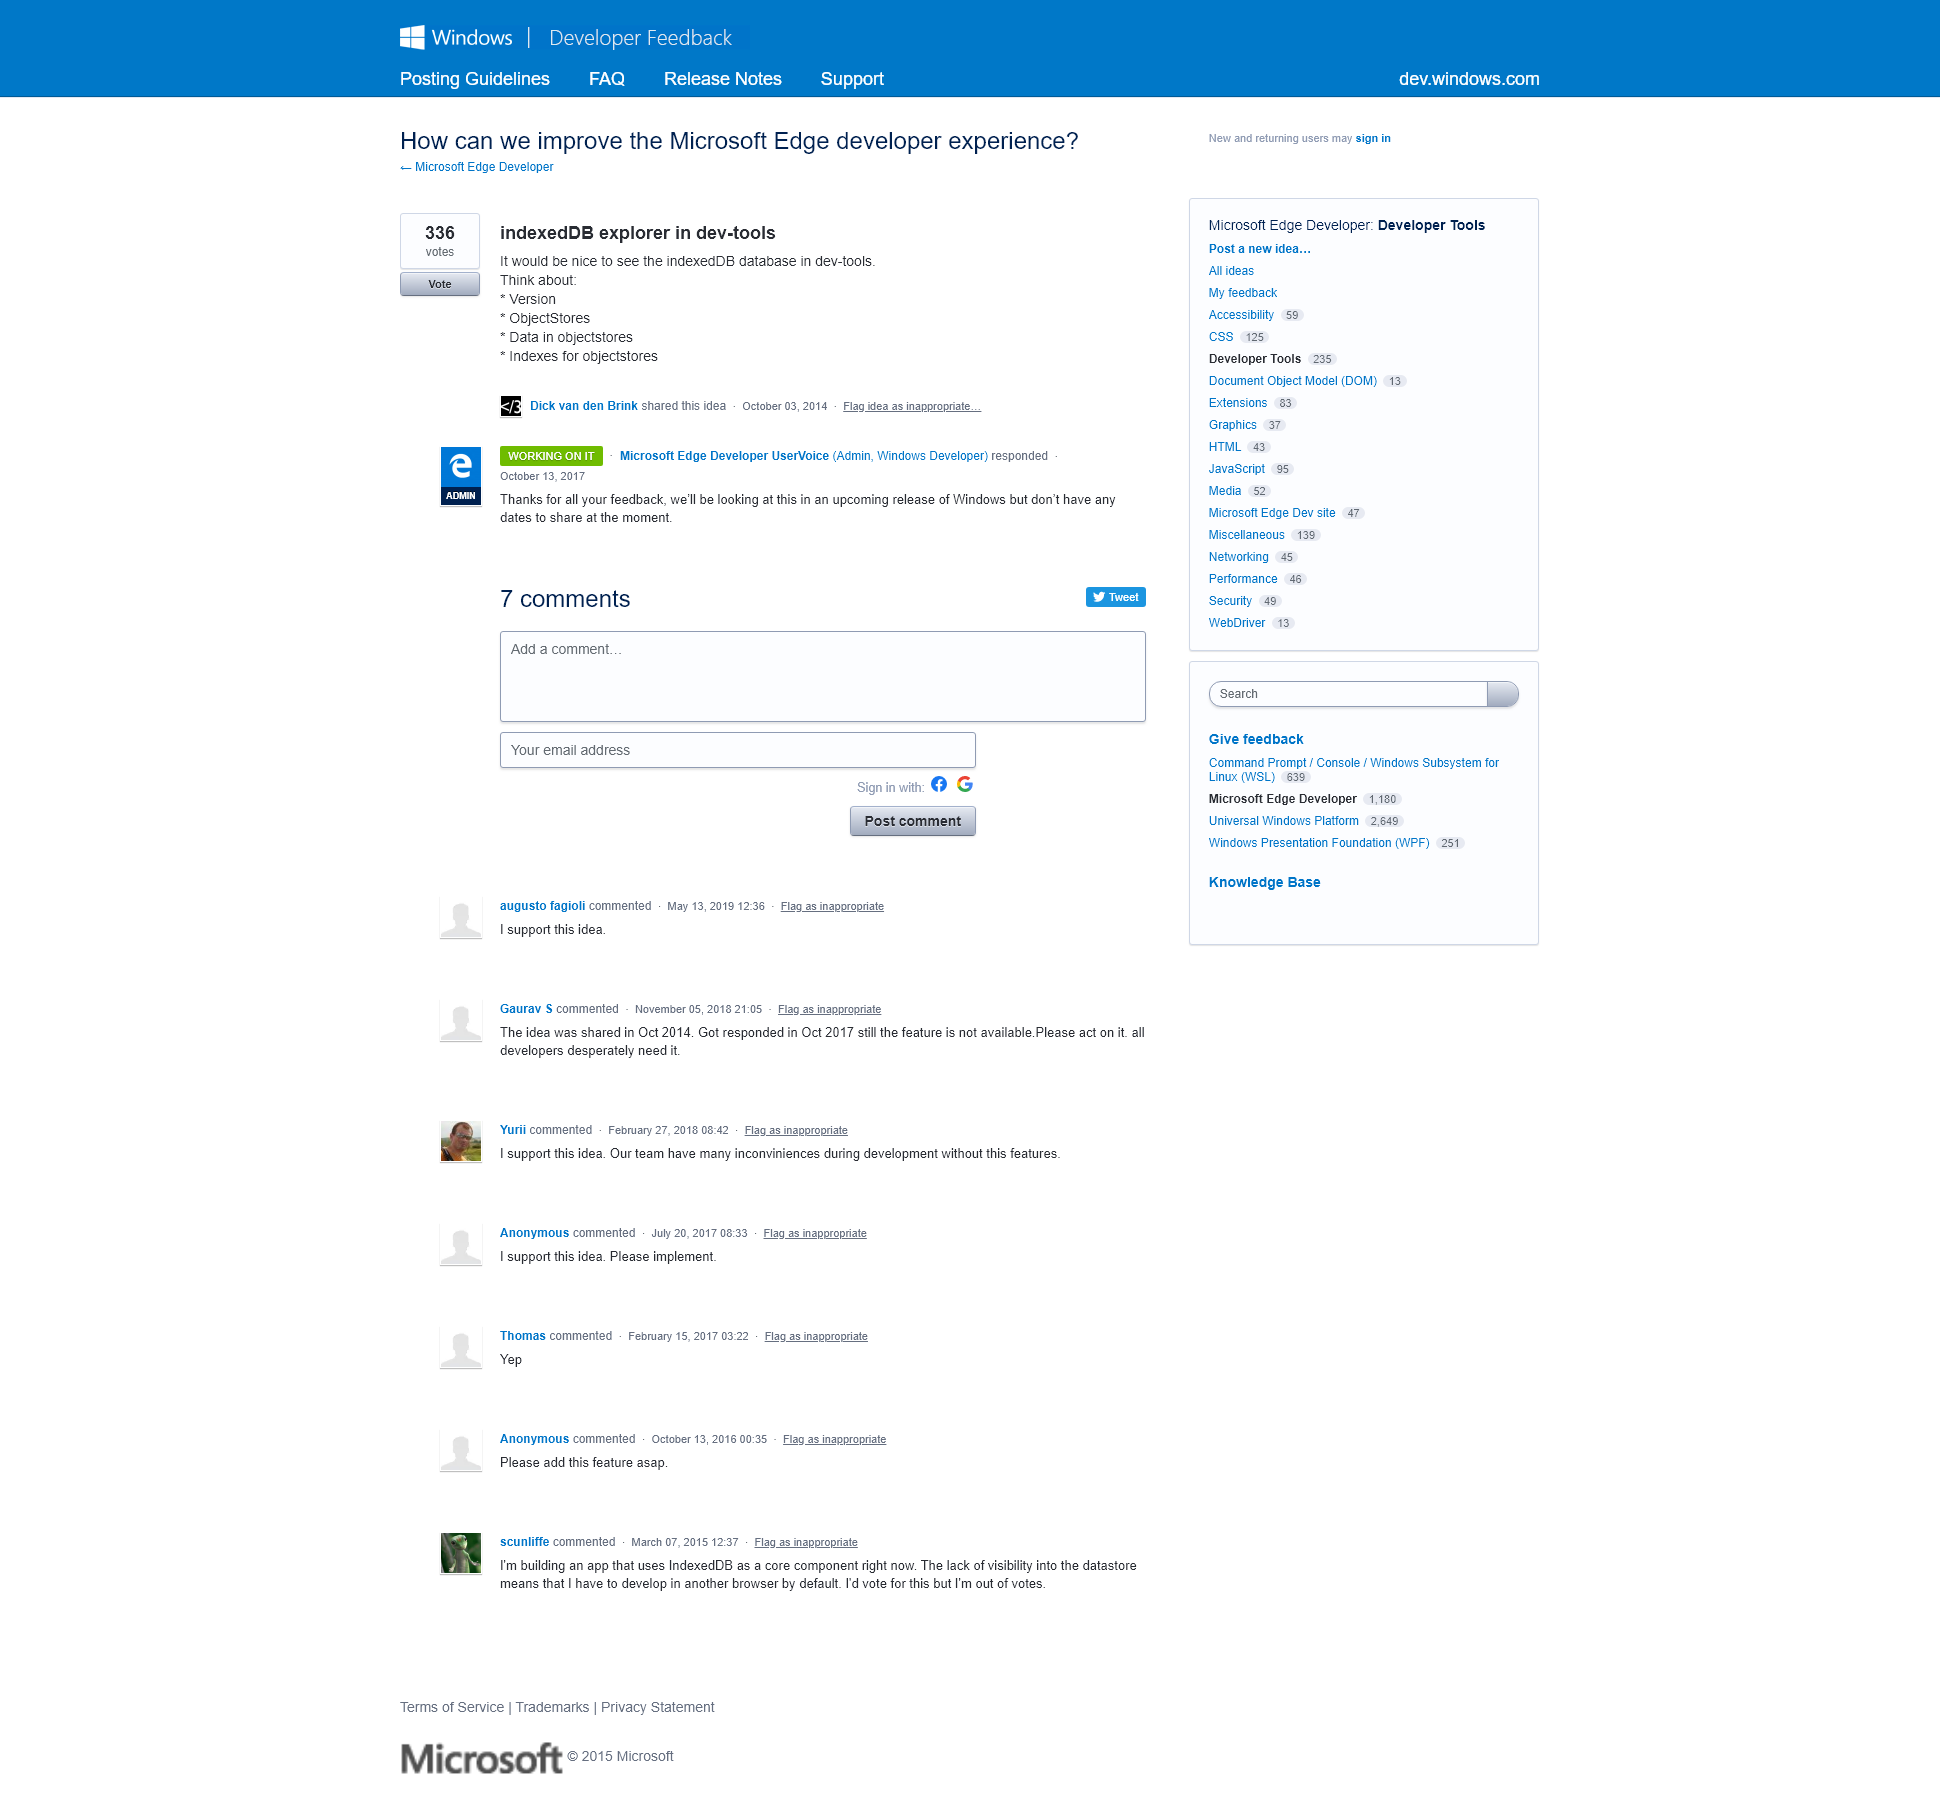 Windows | Developer Feedback
Posting Guidelines FAQ Release Notes Support dev.windows.com
How can we improve the Microsoft Edge developer experience?
← Microsoft Edge Developer
New and returning users may sign in
336
votes
Vote
indexedDB explorer in dev-tools
It would be nice to see the indexedDB database in dev-tools.
Think about:
* Version
* ObjectStores
* Data in objectstores
* Indexes for objectstores
</3 Dick van den Brink shared this idea · October 03, 2014 · Flag idea as inappropriate…
ADMIN
WORKING ON IT · Microsoft Edge Developer UserVoice (Admin, Windows Developer) responded ·
October 13, 2017
Thanks for all your feedback, we’ll be looking at this in an upcoming release of Windows but don’t have any
dates to share at the moment.
7 comments
Tweet
Add a comment…
Your email address
Sign in with:
Post comment
augusto fagioli commented · May 13, 2019 12:36 · Flag as inappropriate
I support this idea.
Gaurav S commented · November 05, 2018 21:05 · Flag as inappropriate
The idea was shared in Oct 2014. Got responded in Oct 2017 still the feature is not available.Please act on it. all
developers desperately need it.
Yurii commented · February 27, 2018 08:42 · Flag as inappropriate
I support this idea. Our team have many inconviniences during development without this features.
Anonymous commented · July 20, 2017 08:33 · Flag as inappropriate
I support this idea. Please implement.
Thomas commented · February 15, 2017 03:22 · Flag as inappropriate
Yep
Anonymous commented · October 13, 2016 00:35 · Flag as inappropriate
Please add this feature asap.
scunliffe commented · March 07, 2015 12:37 · Flag as inappropriate
I’m building an app that uses IndexedDB as a core component right now. The lack of visibility into the datastore
means that I have to develop in another browser by default. I’d vote for this but I’m out of votes.
Microsoft Edge Developer: Developer Tools
Post a new idea…
All ideas
My feedback
Accessibility 59
CSS 125
Developer Tools 235
Document Object Model (DOM) 13
Extensions 83
Graphics 37
HTML 43
JavaScript 95
Media 52
Microsoft Edge Dev site 47
Miscellaneous 139
Networking 45
Performance 46
Security 49
WebDriver 13
Search
Give feedback
Command Prompt / Console / Windows Subsystem for
Linux (WSL) 639
Microsoft Edge Developer 1,180
Universal Windows Platform 2,649
Windows Presentation Foundation (WPF) 251
Knowledge Base
Terms of Service | Trademarks | Privacy Statement
Microsoft © 2015 Microsoft